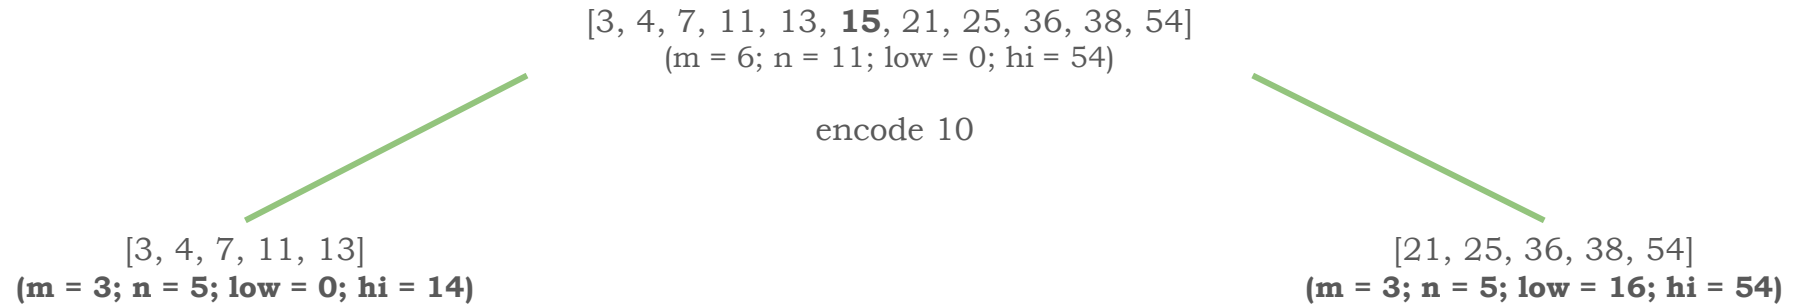 [3, 4, 7, 11, 13, 15, 21, 25, 36, 38, 54]
(m = 6; n = 11; low = 0; hi = 54)
encode 10
[3, 4, 7, 11, 13]
(m = 3; n = 5; low = 0; hi = 14)
[21, 25, 36, 38, 54]
(m = 3; n = 5; low = 16; hi = 54)